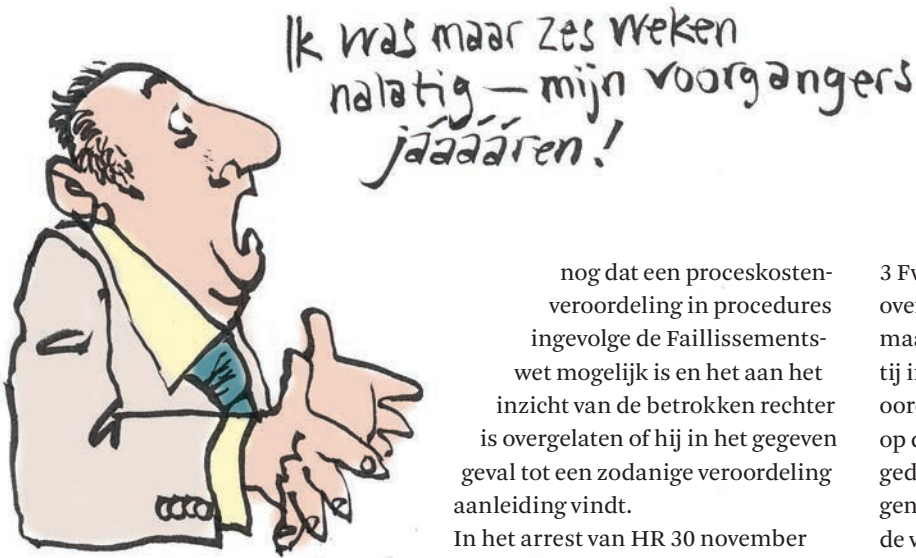 Ik was maar zes weken
nalatig – mijn voorgangers
jáááren!
nog dat een proceskosten-
veroordeling in procedures
ingevolge de Faillissements-
wet mogelijk is en het aan het
inzicht van de betrokken rechter
is overgelaten of hij in het gegeven
geval tot een zodanige veroordeling
aanleiding vindt.
In het arrest van HR 30 november